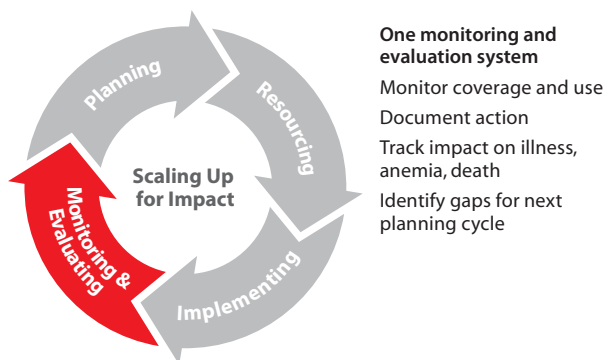 Planning
Resourcing
Implementing
Monitoring &
Evaluating
Scaling Up
for Impact
One monitoring and
evaluation system
Monitor coverage and use
Document action
Track impact on illness,
anemia, death
Identify gaps for next
planning cycle